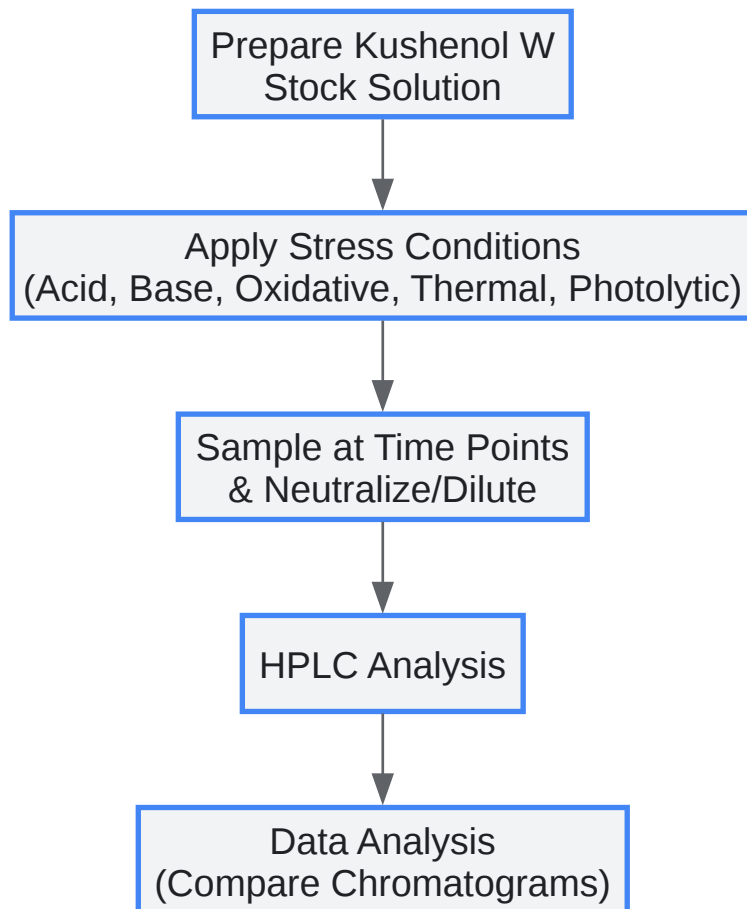 Prepare Kushenol W
Stock Solution
Apply Stress Conditions
(Acid, Base, Oxidative, Thermal, Photolytic)
Sample at Time Points
& Neutralize/Dilute
HPLC Analysis
Data Analysis
(Compare Chromatograms)